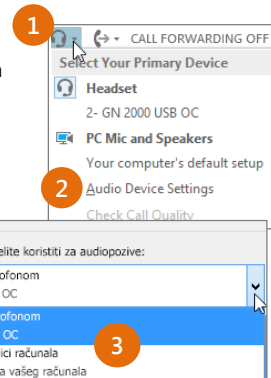 1
CALL FORWARDING OFF
Select Your Primary Device
Headset
2- GN 2000 USB OC
PC Mic and Speakers
Your computer's default setup
2
Audio Device Settings
Check Call Quality
elite koristiti za audiopozive:
ofonom
OC
ofonom
OC
ici računala
3
a vašeg računala